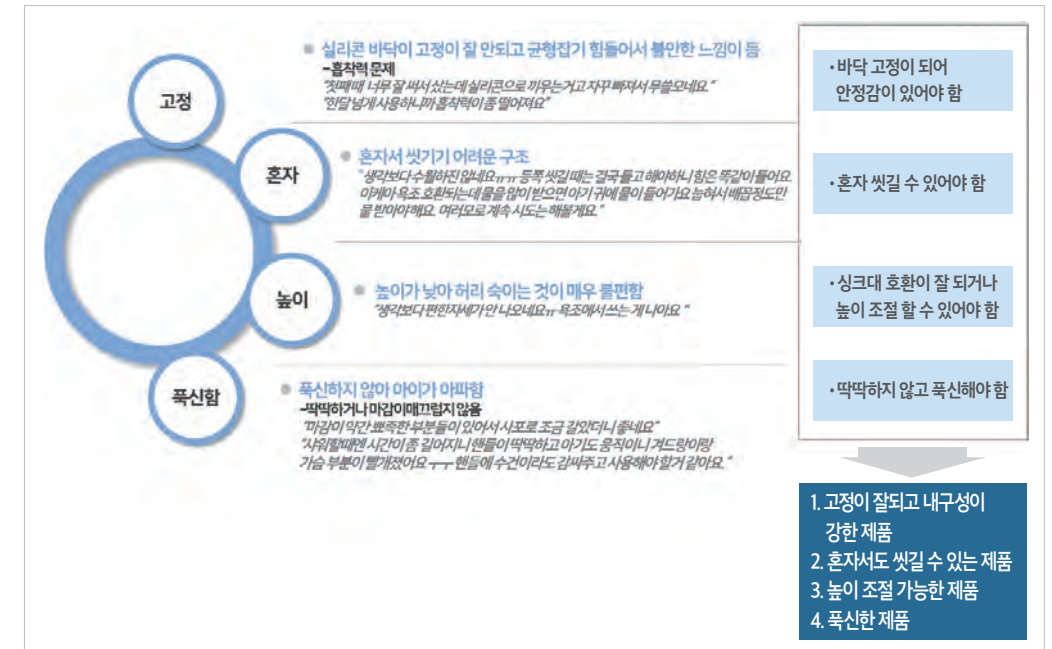 고정
실리콘 바닥이 고정이 잘 안되고 균형잡기 힘들어서 불안한 느낌이 듬
-흡착력 문제
"첫째때 너무 잘 써서 샀는데 실리콘으로 끼우는거고 자꾸 빠져서 무쓸모네요."
"한달 넘게 사용하니까 흡착력이 좀 떨어져요"
혼자
혼자서 씻기기 어려운 구조
"생각보다 수월하진 않네요ㅠㅠ 등쪽 씻길 때는 결국 들고 해야하니 힘은 똑같이 들어요.
이케아 욕조 호환되는데 물을 많이 받으면 아기 귀에 물이 들어가요 눕혀서 배꼽정도만
물 받아야해요. 여러모로 계속 시도는 해볼게요."
높이
높이가 낮아 허리 숙이는 것이 매우 불편함
"생각보다 편한자세가 안 나오네요ㅠ 욕조에서 쓰는 게 나아요 "
푹신함
푹신하지 않아 아이가 아파함
-딱딱하거나 마감이 매끄럽지 않음
"마감이 약간 뾰족한 부분들이 있어서 사포로 조금 갈았더니 좋네요"
"샤워할때엔 시간이 좀 길어지니 핸들이 딱딱하고 아기도 움직이니 겨드랑이랑
가슴 부분이 빨개졌어요 ㅜㅜ 핸들에 수건이라도 감싸주고 사용해야 할거 같아요."
·바닥 고정이 되어
안정감이 있어야 함
·혼자 씻길 수 있어야 함
·싱크대 호환이 잘 되거나
높이 조절 할 수 있어야 함
·딱딱하지 않고 푹신해야 함
1. 고정이 잘되고 내구성이
강한 제품
2. 혼자서도 씻길 수 있는 제품
3. 높이 조절 가능한 제품
4. 푹신한 제품